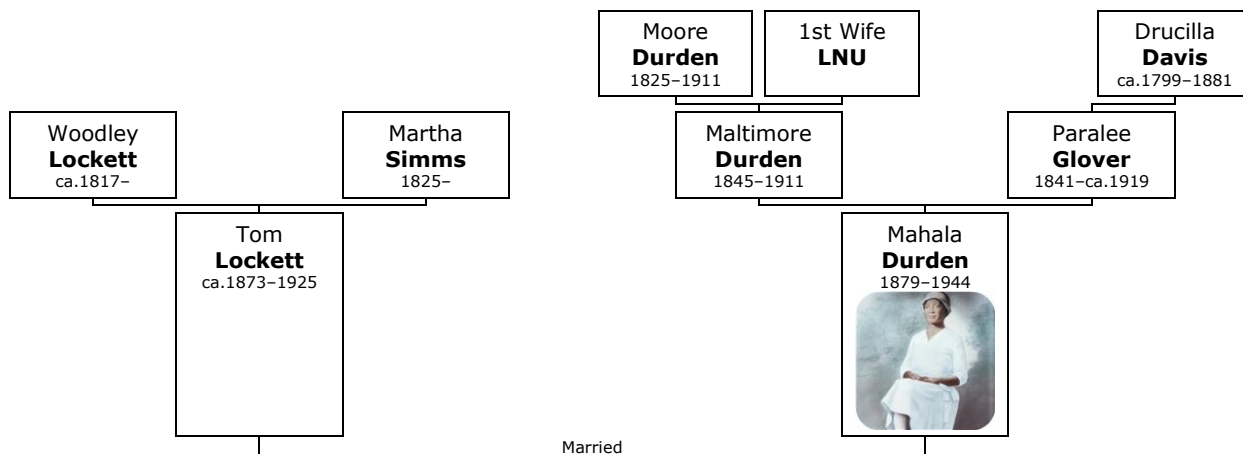 Moore
Durden
1825–1911
1st Wife
LNU
Drucilla
Davis
ca.1799–1881
Woodley
Lockett
ca.1817–
Martha
Simms
1825–
Maltimore
Durden
1845–1911
Paralee
Glover
1841–ca.1919
Tom
Lockett
ca.1873–1925
Mahala
Durden
1879–1944
Married